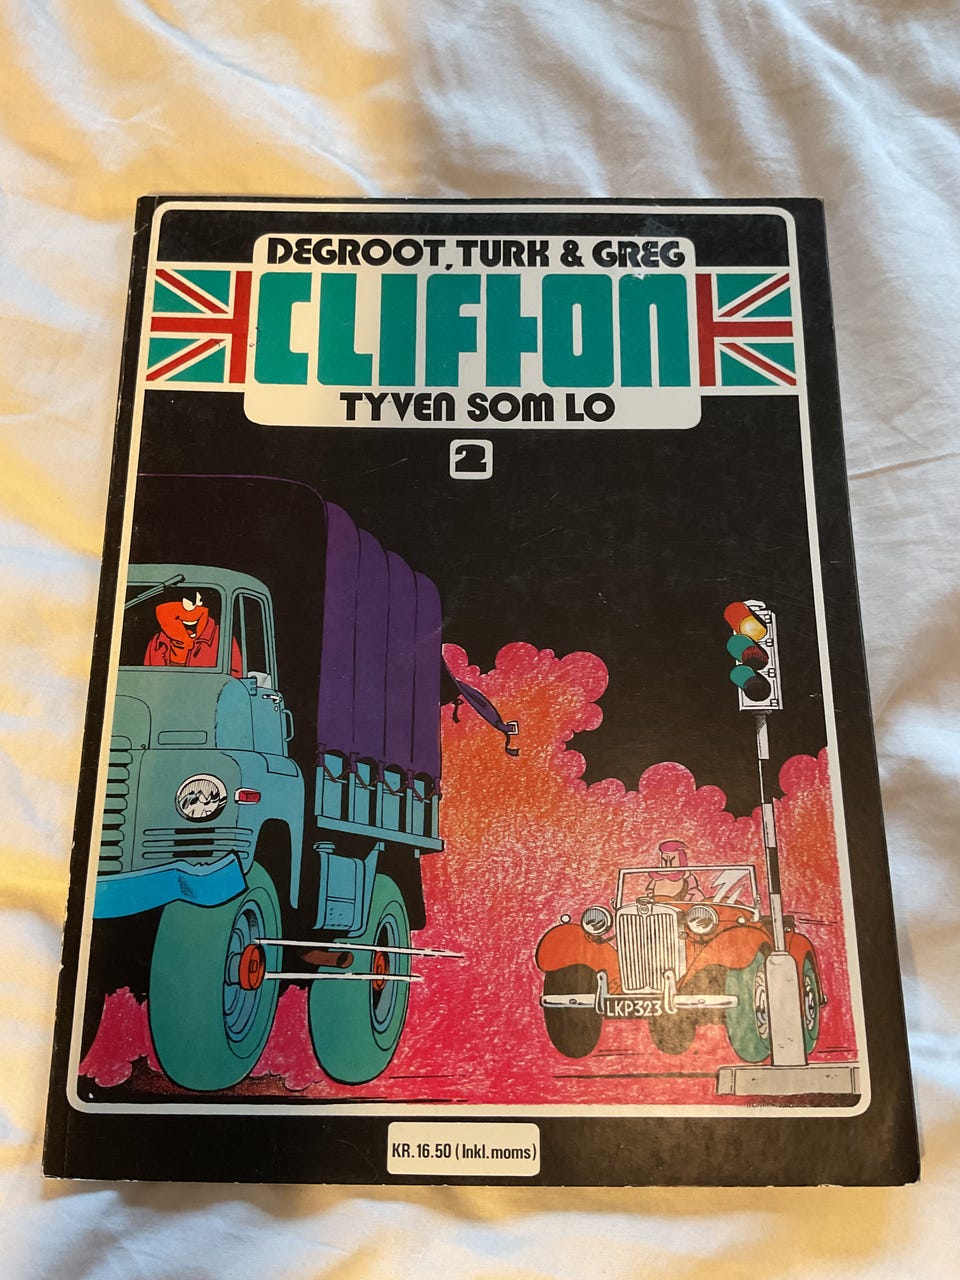 DEGROOT, TURK & GREG
CLIFTON
TYVEN SOM LO
2
LKP323
KR.16.50 (Inkl.moms)